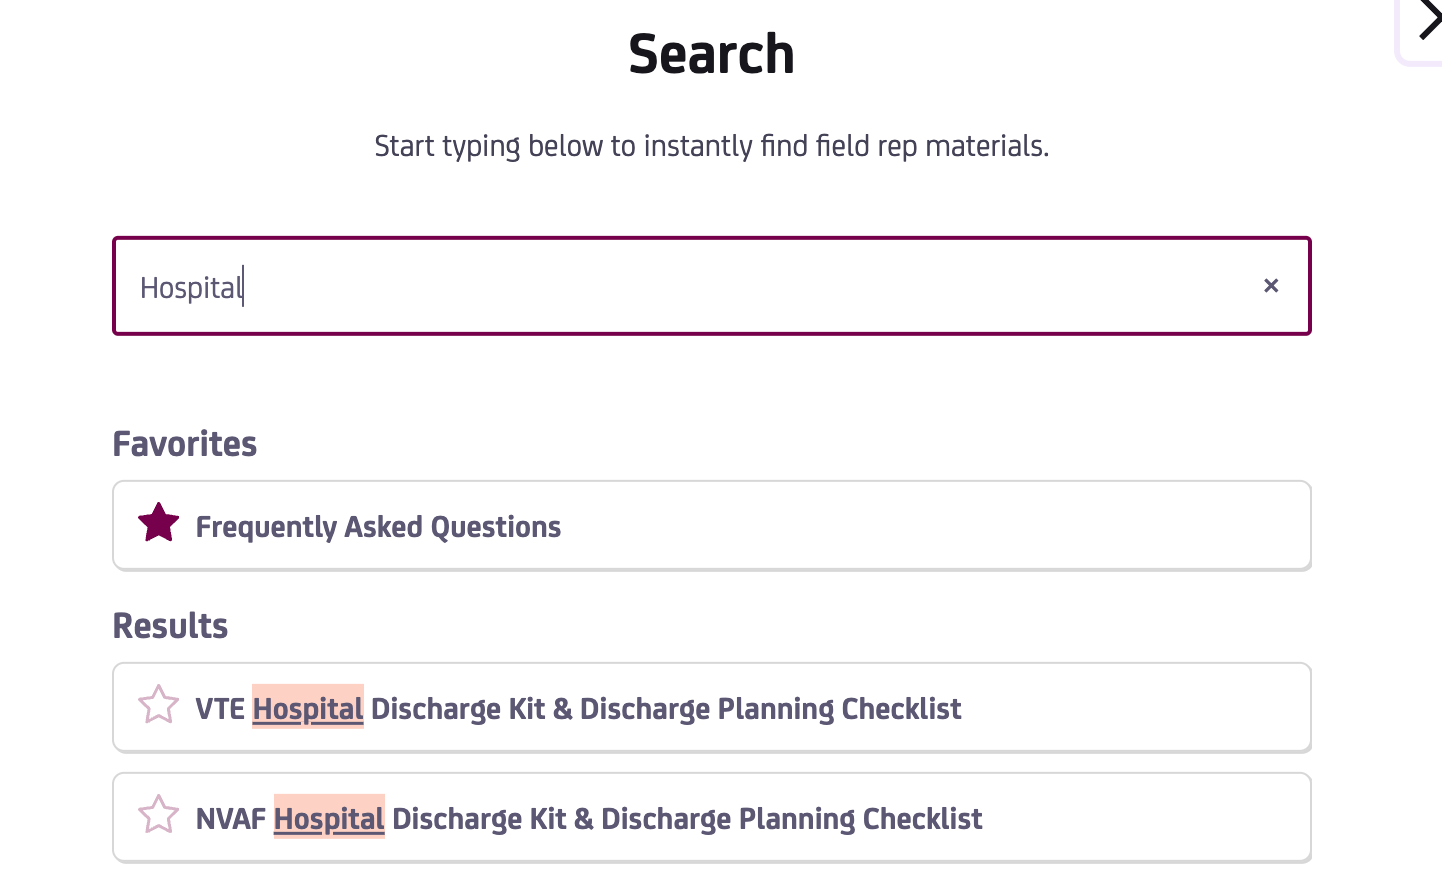 Search
Start typing below to instantly find field rep materials.
Hospital
×
Favorites
Frequently Asked Questions
Results
VTE Hospital Discharge Kit & Discharge Planning Checklist
NVAF Hospital Discharge Kit & Discharge Planning Checklist